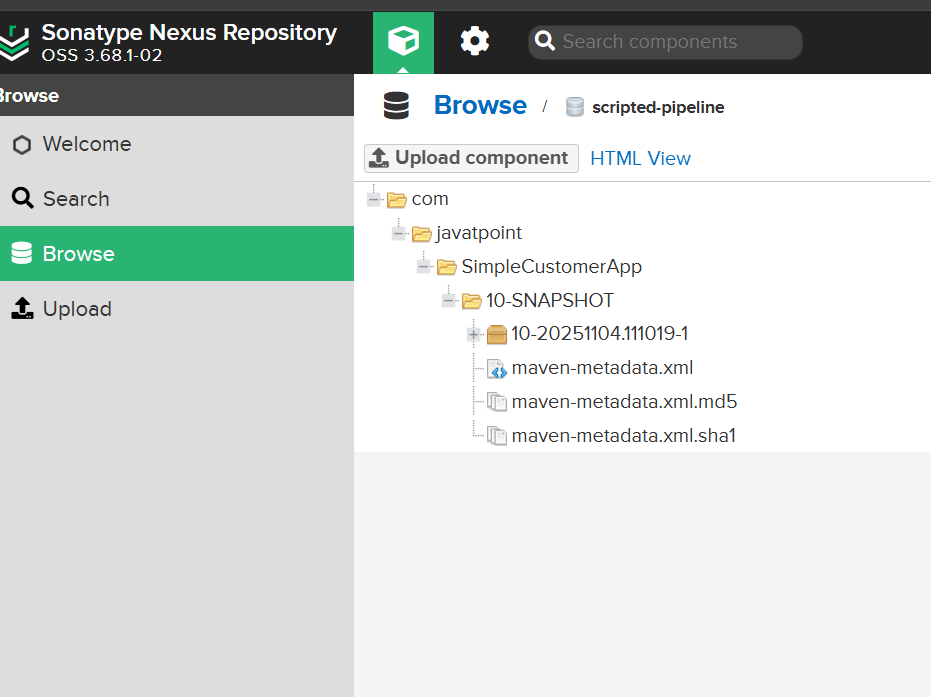 Sonatype Nexus Repository
OSS 3.68.1-02
Search components
Browse
Welcome
Search
Browse
Upload
Browse / scripted-pipeline
Upload component HTML View
com
javatpoint
SimpleCustomerApp
10-SNAPSHOT
10-20251104.111019-1
maven-metadata.xml
maven-metadata.xml.md5
maven-metadata.xml.sha1